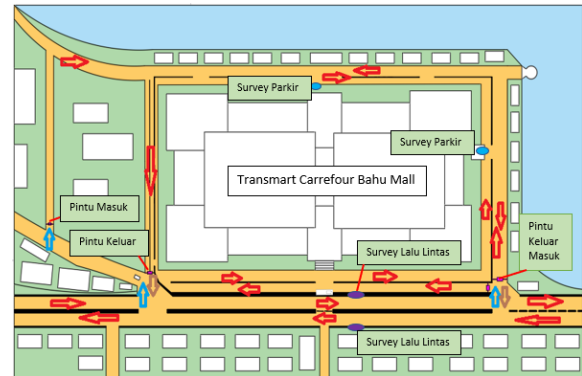 Survey Parkir
Survey Parkir
Transmart Carrefour Bahu Mall
Pintu Masuk
Pintu Keluar
Survey Lalu Lintas
Pintu
Keluar
Masuk
Survey Lalu Lintas